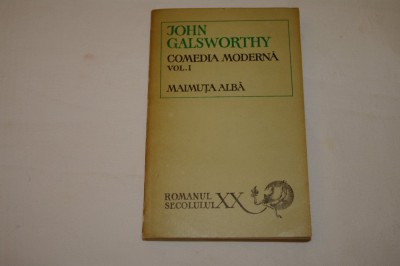 JOHN
GALSWORTHY
COMEDIA MODERNĂ
VOL. I
MAIMUȚA ALBĂ
ROMANUL
SECOLULUI XX